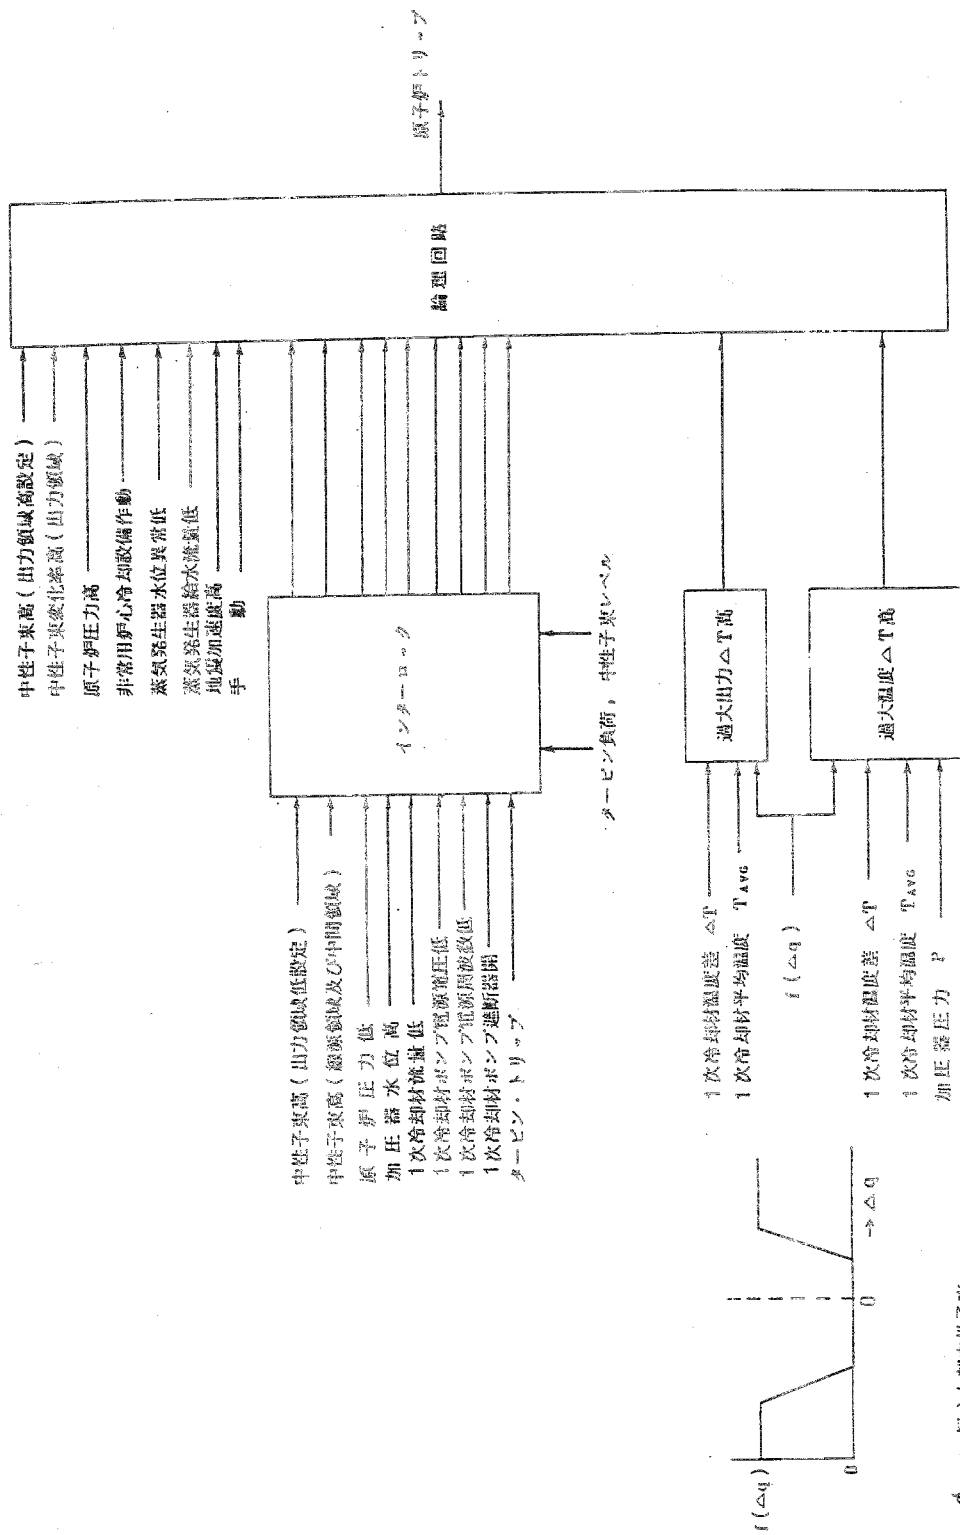 原子炉トリップ
論理回路
中性子束高（出力領域高設定）
中性子束変化率高（出力領域）
原子炉圧力高
非常用炉心冷却設備作動
蒸気発生器水位異常低
蒸気発生器給水流量低
地震加速度高
手動
インターロック
中性子束高（出力領域低設定）
中性子束高（線源領域及び中間領域）
原子炉圧力低
加圧器水位高
1次冷却材流量低
1次冷却材ポンプ電源電圧低
1次冷却材ポンプ電源周波数低
1次冷却材ポンプ遮断器開
タービン・トリップ
タービン負荷，中性子束レベル
過大出力△T高
過大温度△T高
1次冷却材温度差 △T
1次冷却材平均温度 TAVG
f（△q）
1次冷却材温度差 △T
1次冷却材平均温度 TAVG
加圧器圧力 P
f（△q）
0
0
→△q